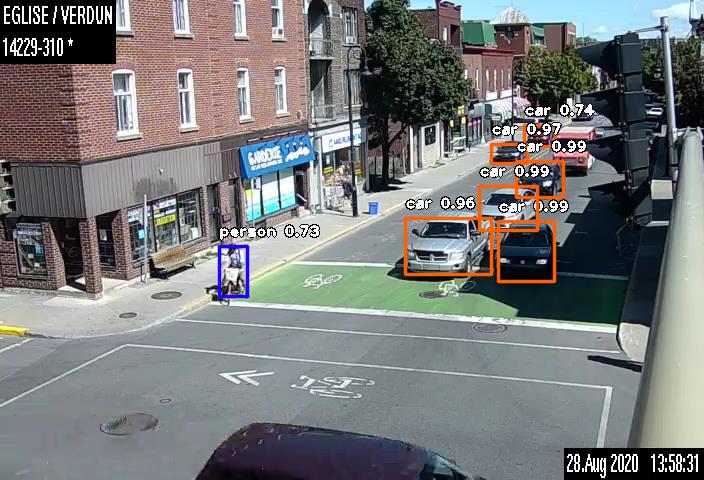 EGLISE / VERDUN
14229-310 *
car 0.74
car 0.97
car 0.99
car 0.99
car 0.96
car 0.99
person 0.73
GARDERIE
28.Aug 2020 13:58:31